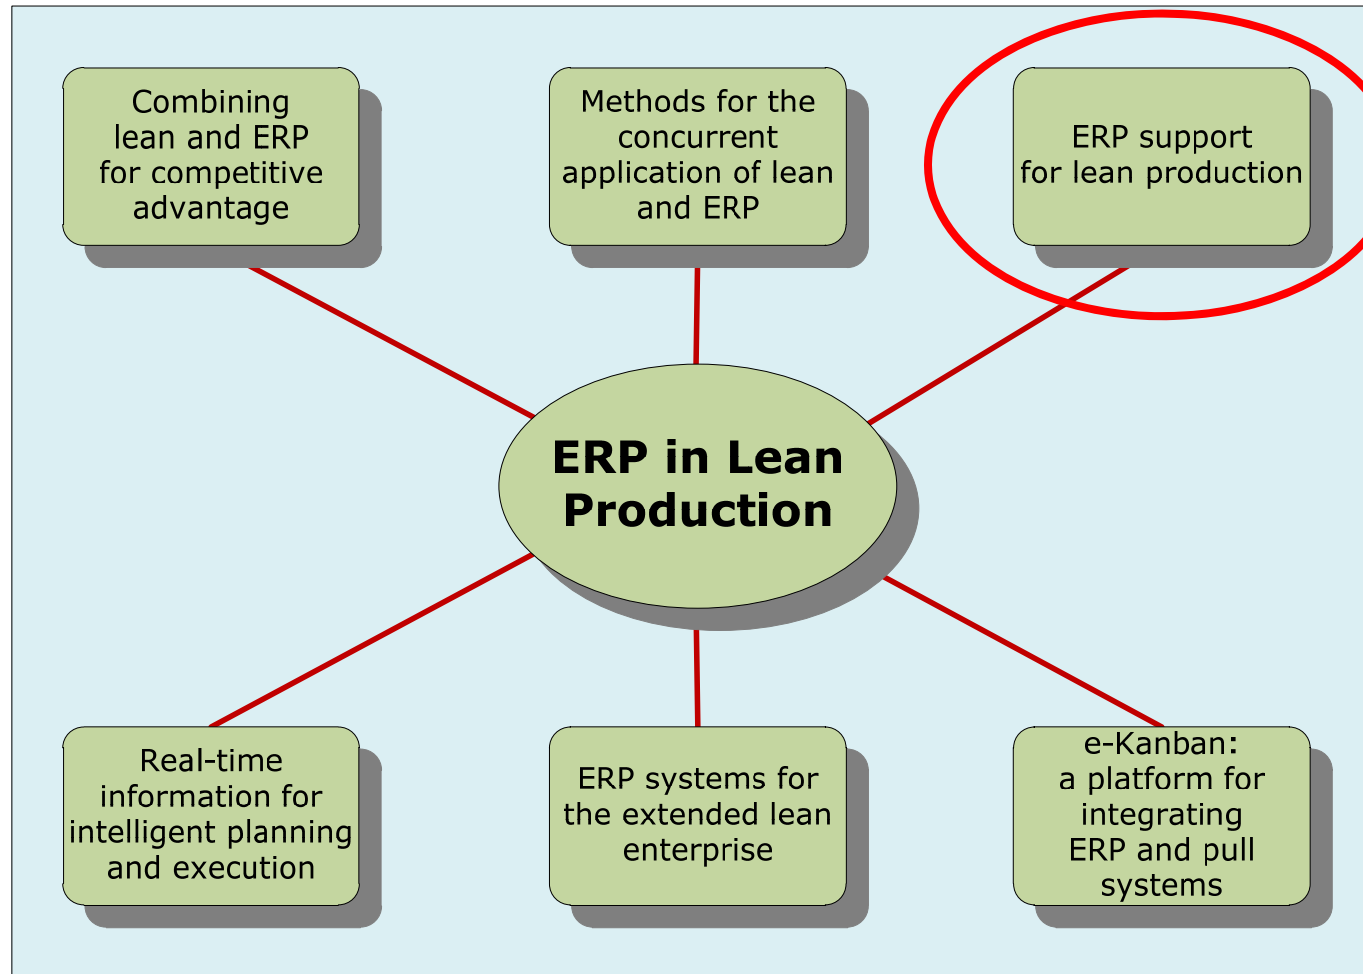 Combining
lean and ERP
for competitive
advantage
Methods for the
concurrent
application of lean
and ERP
ERP support
for lean production
ERP in Lean
Production
Real-time
information for
intelligent planning
and execution
ERP systems for
the extended lean
enterprise
e-Kanban:
a platform for
integrating
ERP and pull
systems